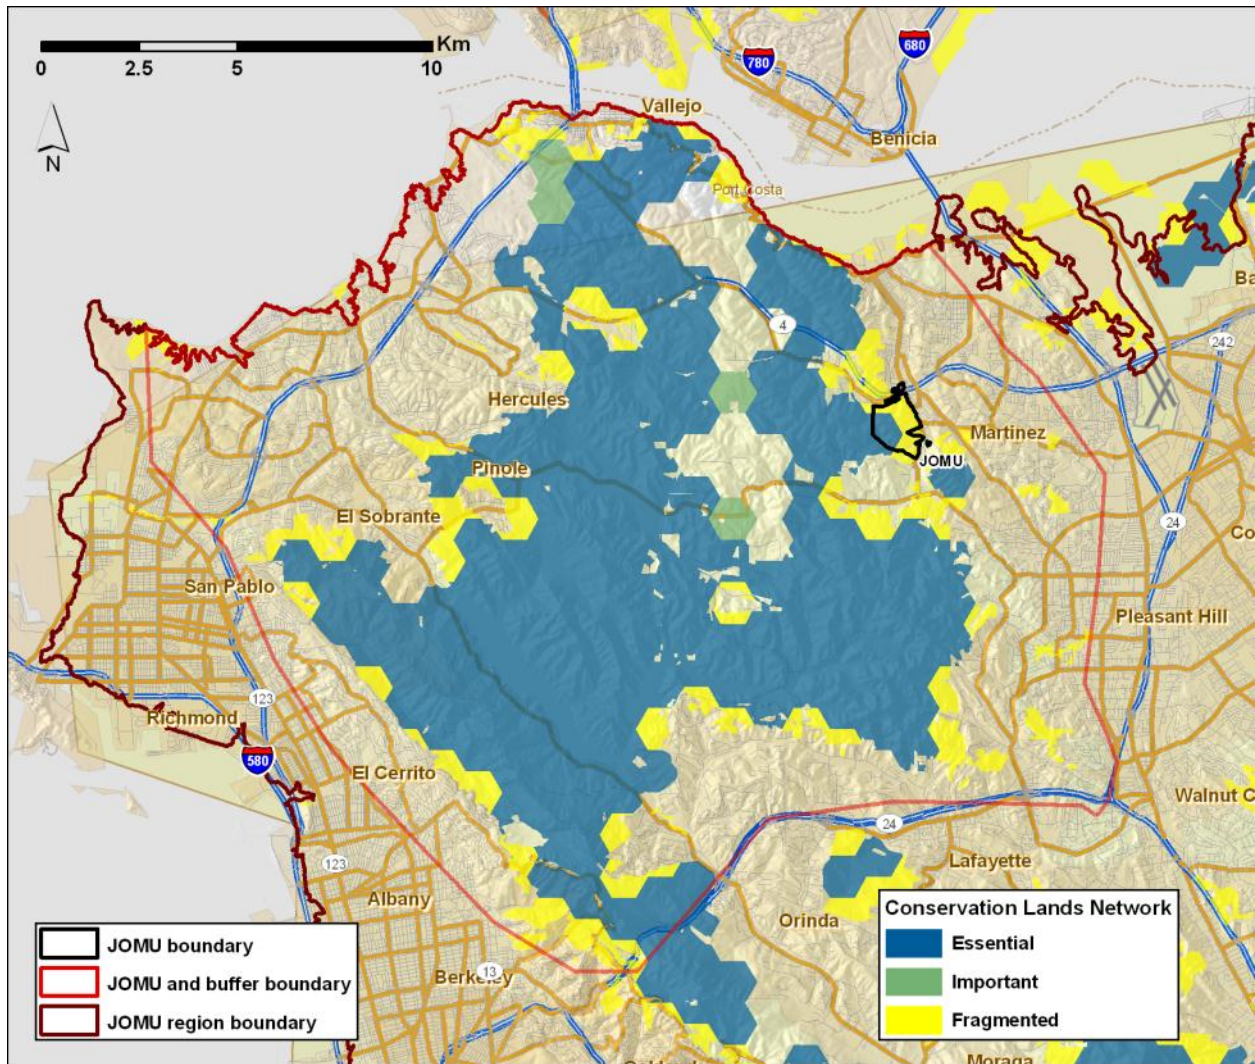 Km
0
2.5
5
10
N
680
780
Vallejo
Benicia
Port Costa
Ba
4
242
Hercules
Martinez
JOMU
Pinole
El Sobrante
24
Co
San Pablo
Pleasant Hill
123
Richmond
580
El Cerrito
Walnut C
24
123
Lafayette
Albany
Orinda
Berkeley
13
Moraga
JOMU boundary
JOMU and buffer boundary
JOMU region boundary
Conservation Lands Network
Essential
Important
Fragmented